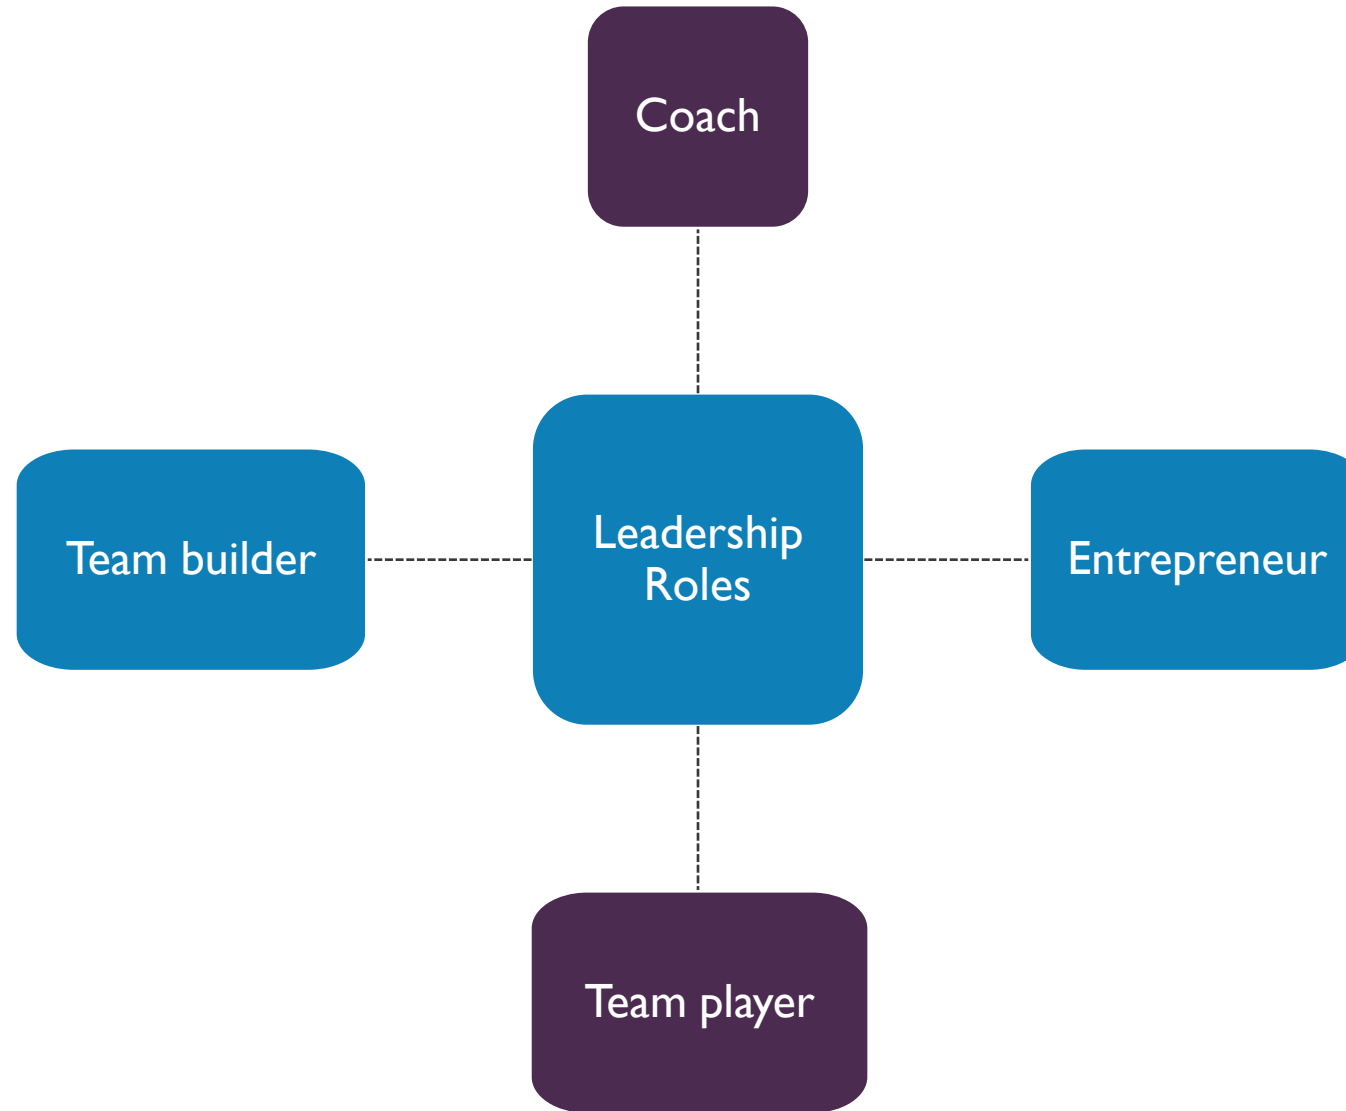 Coach
Team builder
Leadership
Roles
Entrepreneur
Team player